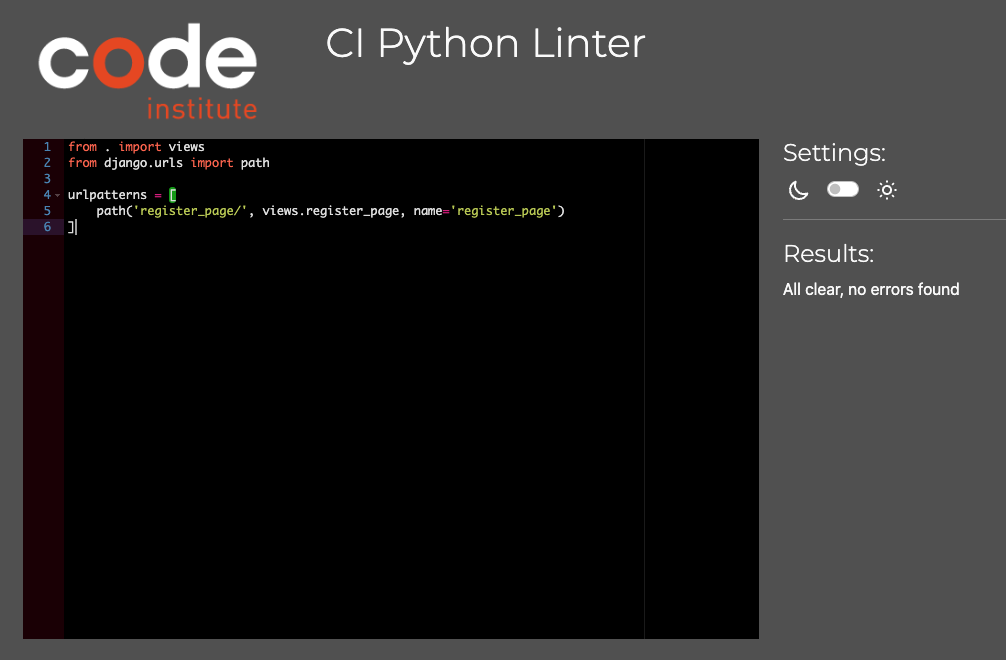 code
institute
CI Python Linter
1 from . import views
2 from django.urls import path
3
4 urlpatterns = [
5     path('register_page/', views.register_page, name='register_page')
6 ]
Settings:
Results:
All clear, no errors found